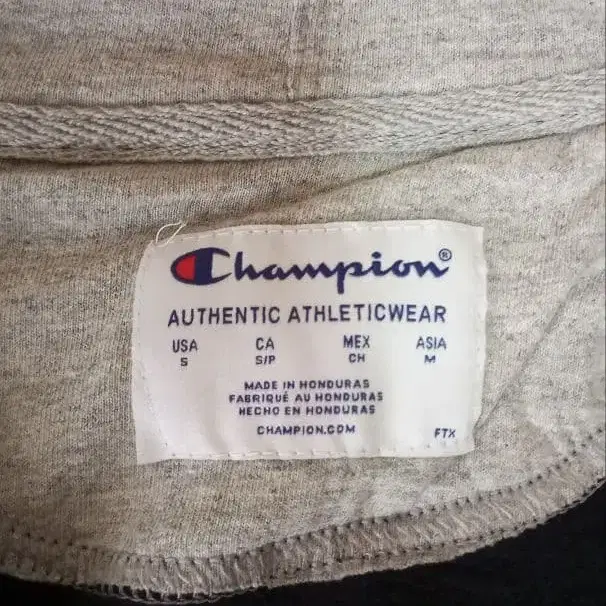 Champion®
AUTHENTIC ATHLETICWEAR
USA CA MEX ASIA
S S/P CH M
MADE IN HONDURAS
FABRIQUÉ AU HONDURAS
HECHO EN HONDURAS
CHAMPION.COM
FTX